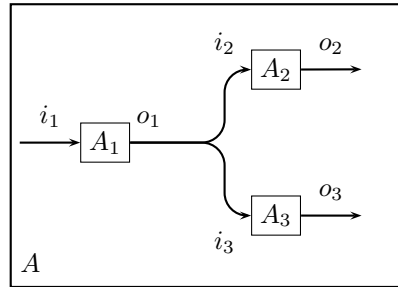 i₂ A₂ o₂
i₁ A₁ o₁
i₃ A₃ o₃
A